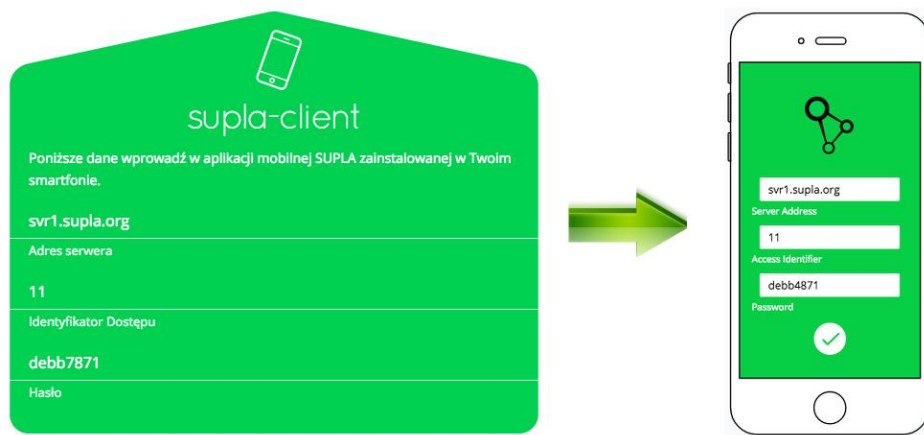 supla-client
Poniższe dane wprowadź w aplikacji mobilnej SUPLA zainstalowanej w Twoim
smartfonie.
svr1.supla.org
Adres serwera
11
Identyfikator Dostępu
debb7871
Hasło
svr1.supla.org
Server Address
11
Access Identifier
debb4871
Password